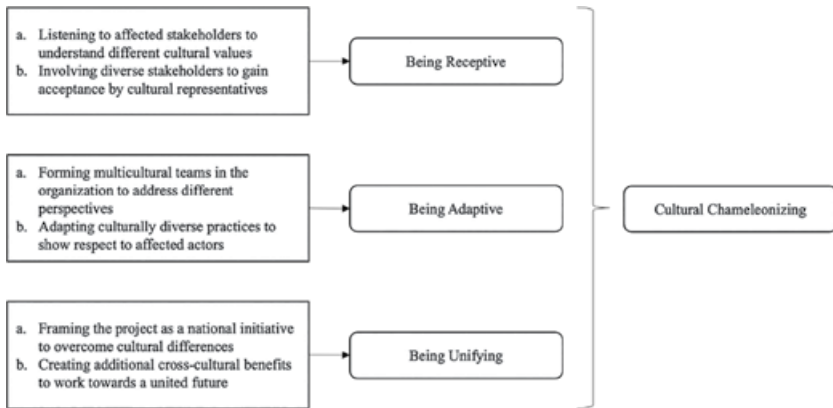 a. Listening to affected stakeholders to
understand different cultural values
b. Involving diverse stakeholders to gain
acceptance by cultural representatives
Being Receptive
a. Forming multicultural teams in the
organization to address different
perspectives
b. Adapting culturally diverse practices to
show respect to affected actors
Being Adaptive
Cultural Chameleonizing
a. Framing the project as a national initiative
to overcome cultural differences
b. Creating additional cross-cultural benefits
to work towards a united future
Being Unifying